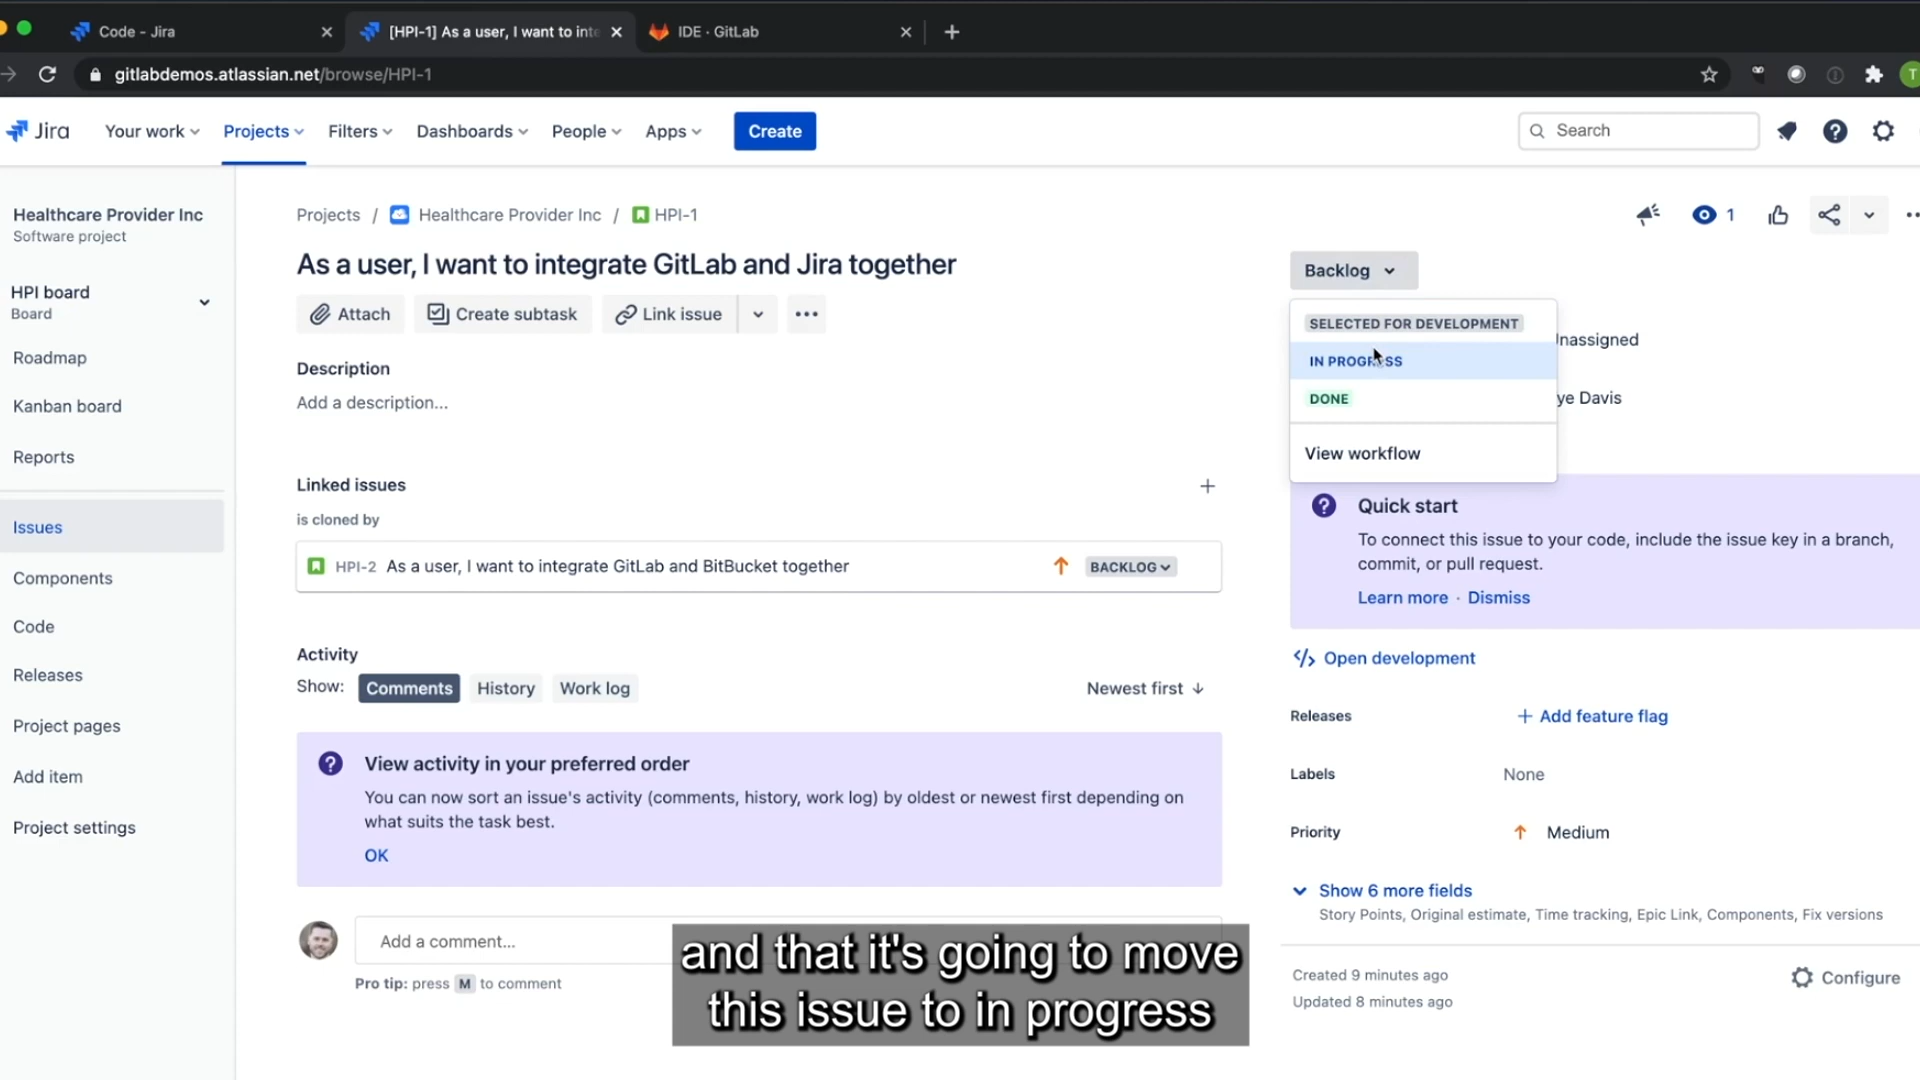 Code - Jira
[HPI-1] As a user, I want to inte
IDE · GitLab
gitlabdemos.atlassian.net/browse/HPI-1
T
Jira
Your work
Projects
Filters
Dashboards
People
Apps
Create
Search
Healthcare Provider Inc
Software project
HPI board
Board
Roadmap
Kanban board
Reports
Issues
Components
Code
Releases
Project pages
Add item
Project settings
Projects / Healthcare Provider Inc / HPI-1
1
As a user, I want to integrate GitLab and Jira together
Attach
Create subtask
Link issue
Description
Add a description...
Linked issues
is cloned by
HPI-2 As a user, I want to integrate GitLab and BitBucket together
BACKLOG
Activity
Show:
Comments
History
Work log
Newest first
View activity in your preferred order
You can now sort an issue's activity (comments, history, work log) by oldest or newest first depending on
what suits the task best.
OK
Add a comment...
Pro tip: press M to comment
Backlog
SELECTED FOR DEVELOPMENT
IN PROGRESS
DONE
View workflow
nassigned
ye Davis
Quick start
To connect this issue to your code, include the issue key in a branch,
commit, or pull request.
Learn more · Dismiss
Open development
Releases
+ Add feature flag
Labels
None
Priority
Medium
Show 6 more fields
Story Points, Original estimate, Time tracking, Epic Link, Components, Fix versions
Created 9 minutes ago
Updated 8 minutes ago
Configure
and that it's going to move
this issue to in progress